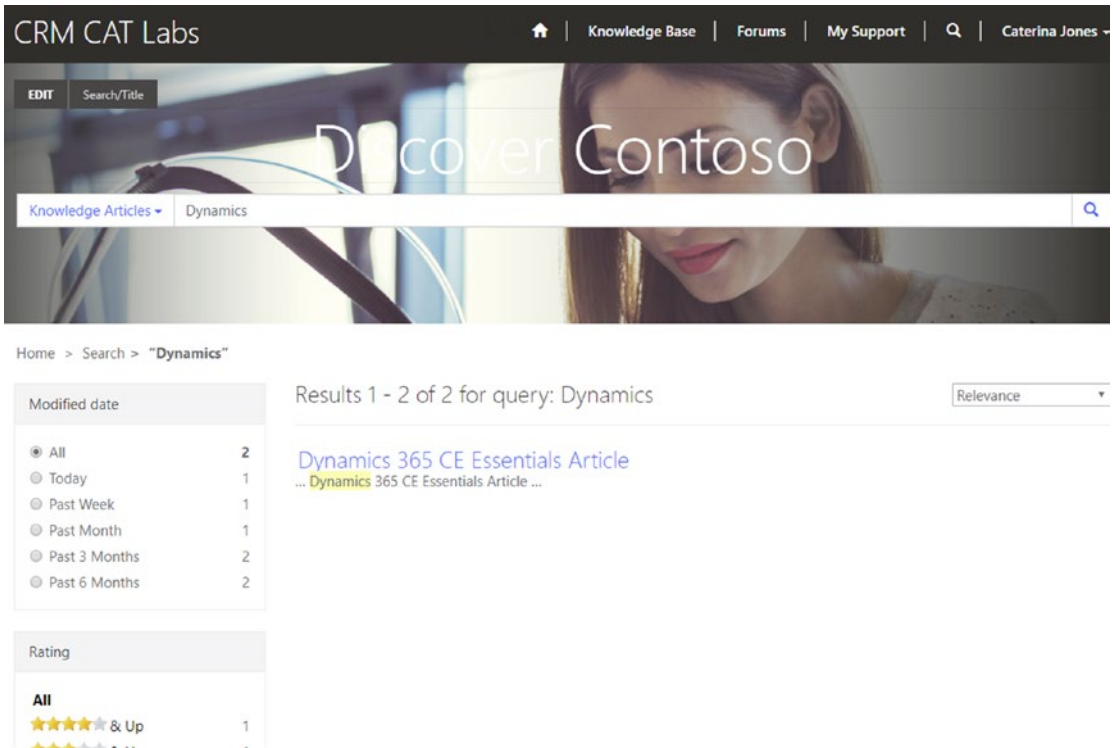 CRM CAT Labs
Knowledge Base | Forums | My Support | Caterina Jones
EDIT Search/Title
Discover Contoso
Knowledge Articles Dynamics
Home > Search > "Dynamics"
Modified date
Results 1 - 2 of 2 for query: Dynamics
Relevance
All 2
Today 1
Past Week 1
Past Month 1
Past 3 Months 2
Past 6 Months 2
Dynamics 365 CE Essentials Article
... Dynamics 365 CE Essentials Article ...
Rating
All
& Up 1